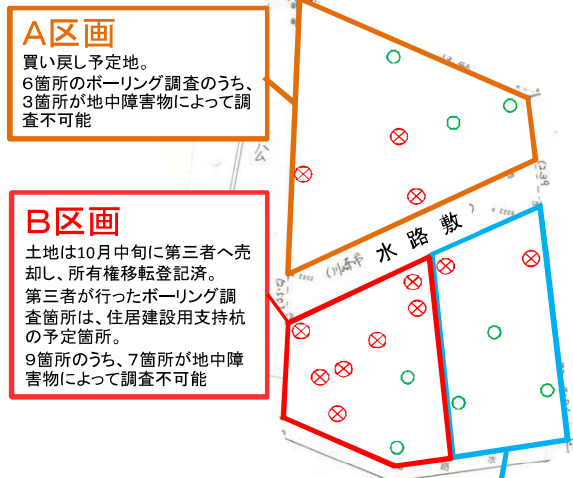 A区画
買い戻し予定地。
6箇所のボーリング調査のうち、
3箇所が地中障害物によって調
査不可能
公
水路敷
B区画
土地は10月中旬に第三者へ売
却し、所有権移転登記済。
第三者が行ったボーリング調
査箇所は、住居建設用支持杭
の予定箇所。
9箇所のうち、7箇所が地中障
害物によって調査不可能
路
水